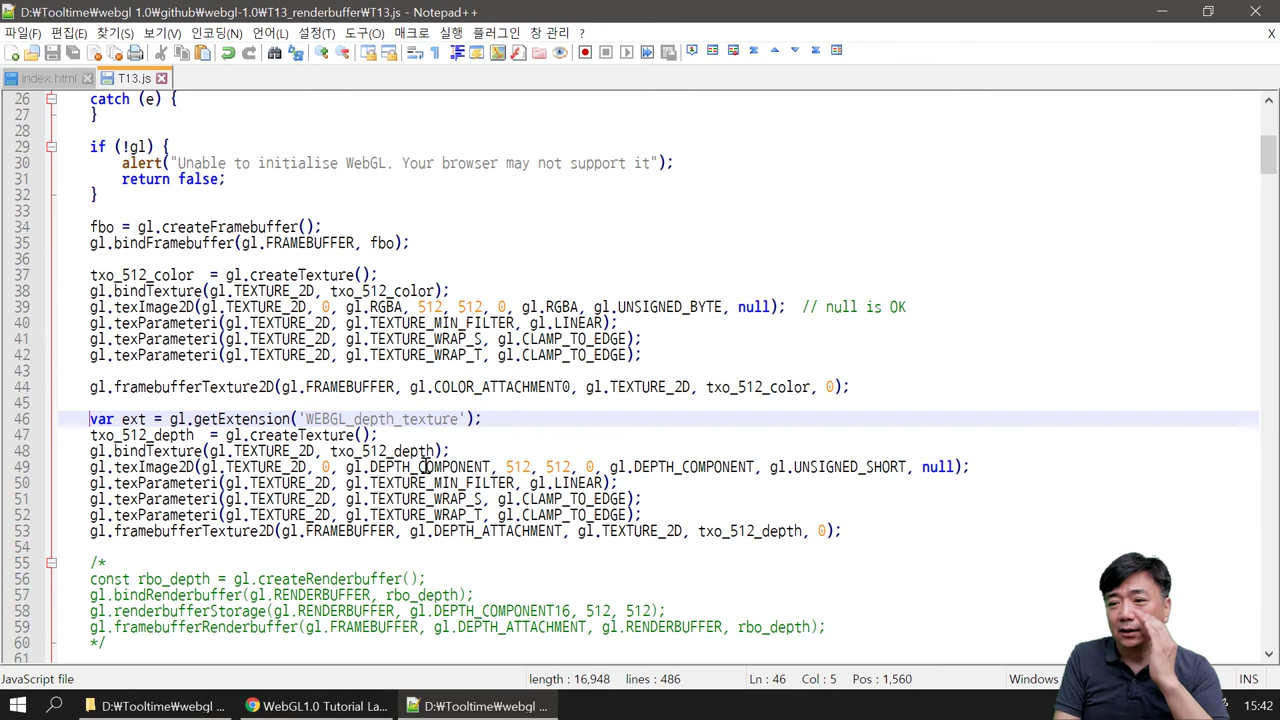 D:₩Tooltime₩webgl 1.0₩github₩webgl-1.0₩T13_renderbuffer₩T13.js - Notepad++
파일(F) 편집(E) 찾기(S) 보기(V) 인코딩(N) 언어(L) 설정(T) 도구(O) 매크로 실행 플러그인 창 관리 ? X
index.html T13.js
26 catch (e) {
27 }
28
29 if (!gl) {
30 alert("Unable to initialise WebGL. Your browser may not support it");
31 return false;
32 }
33
34 fbo = gl.createFramebuffer();
35 gl.bindFramebuffer(gl.FRAMEBUFFER, fbo);
36
37 txo_512_color  = gl.createTexture();
38 gl.bindTexture(gl.TEXTURE_2D, txo_512_color);
39 gl.texImage2D(gl.TEXTURE_2D, 0, gl.RGBA, 512, 512, 0, gl.RGBA, gl.UNSIGNED_BYTE, null);  // null is OK
40 gl.texParameteri(gl.TEXTURE_2D, gl.TEXTURE_MIN_FILTER, gl.LINEAR);
41 gl.texParameteri(gl.TEXTURE_2D, gl.TEXTURE_WRAP_S, gl.CLAMP_TO_EDGE);
42 gl.texParameteri(gl.TEXTURE_2D, gl.TEXTURE_WRAP_T, gl.CLAMP_TO_EDGE);
43
44 gl.framebufferTexture2D(gl.FRAMEBUFFER, gl.COLOR_ATTACHMENT0, gl.TEXTURE_2D, txo_512_color, 0);
45
46 var ext = gl.getExtension('WEBGL_depth_texture');
47 txo_512_depth  = gl.createTexture();
48 gl.bindTexture(gl.TEXTURE_2D, txo_512_depth);
49 gl.texImage2D(gl.TEXTURE_2D, 0, gl.DEPTH_COMPONENT, 512, 512, 0, gl.DEPTH_COMPONENT, gl.UNSIGNED_SHORT, null);
50 gl.texParameteri(gl.TEXTURE_2D, gl.TEXTURE_MIN_FILTER, gl.LINEAR);
51 gl.texParameteri(gl.TEXTURE_2D, gl.TEXTURE_WRAP_S, gl.CLAMP_TO_EDGE);
52 gl.texParameteri(gl.TEXTURE_2D, gl.TEXTURE_WRAP_T, gl.CLAMP_TO_EDGE);
53 gl.framebufferTexture2D(gl.FRAMEBUFFER, gl.DEPTH_ATTACHMENT, gl.TEXTURE_2D, txo_512_depth, 0);
54
55 /*
56 const rbo_depth = gl.createRenderbuffer();
57 gl.bindRenderbuffer(gl.RENDERBUFFER, rbo_depth);
58 gl.renderbufferStorage(gl.RENDERBUFFER, gl.DEPTH_COMPONENT16, 512, 512);
59 gl.framebufferRenderbuffer(gl.FRAMEBUFFER, gl.DEPTH_ATTACHMENT, gl.RENDERBUFFER, rbo_depth);
60 */
61
JavaScript file length : 16,948 lines : 486 Ln : 46 Col : 5 Pos : 1,560 Windows INS
D:₩Tooltime₩webgl ... WebGL1.0 Tutorial La... D:₩Tooltime₩webgl ... 15:42